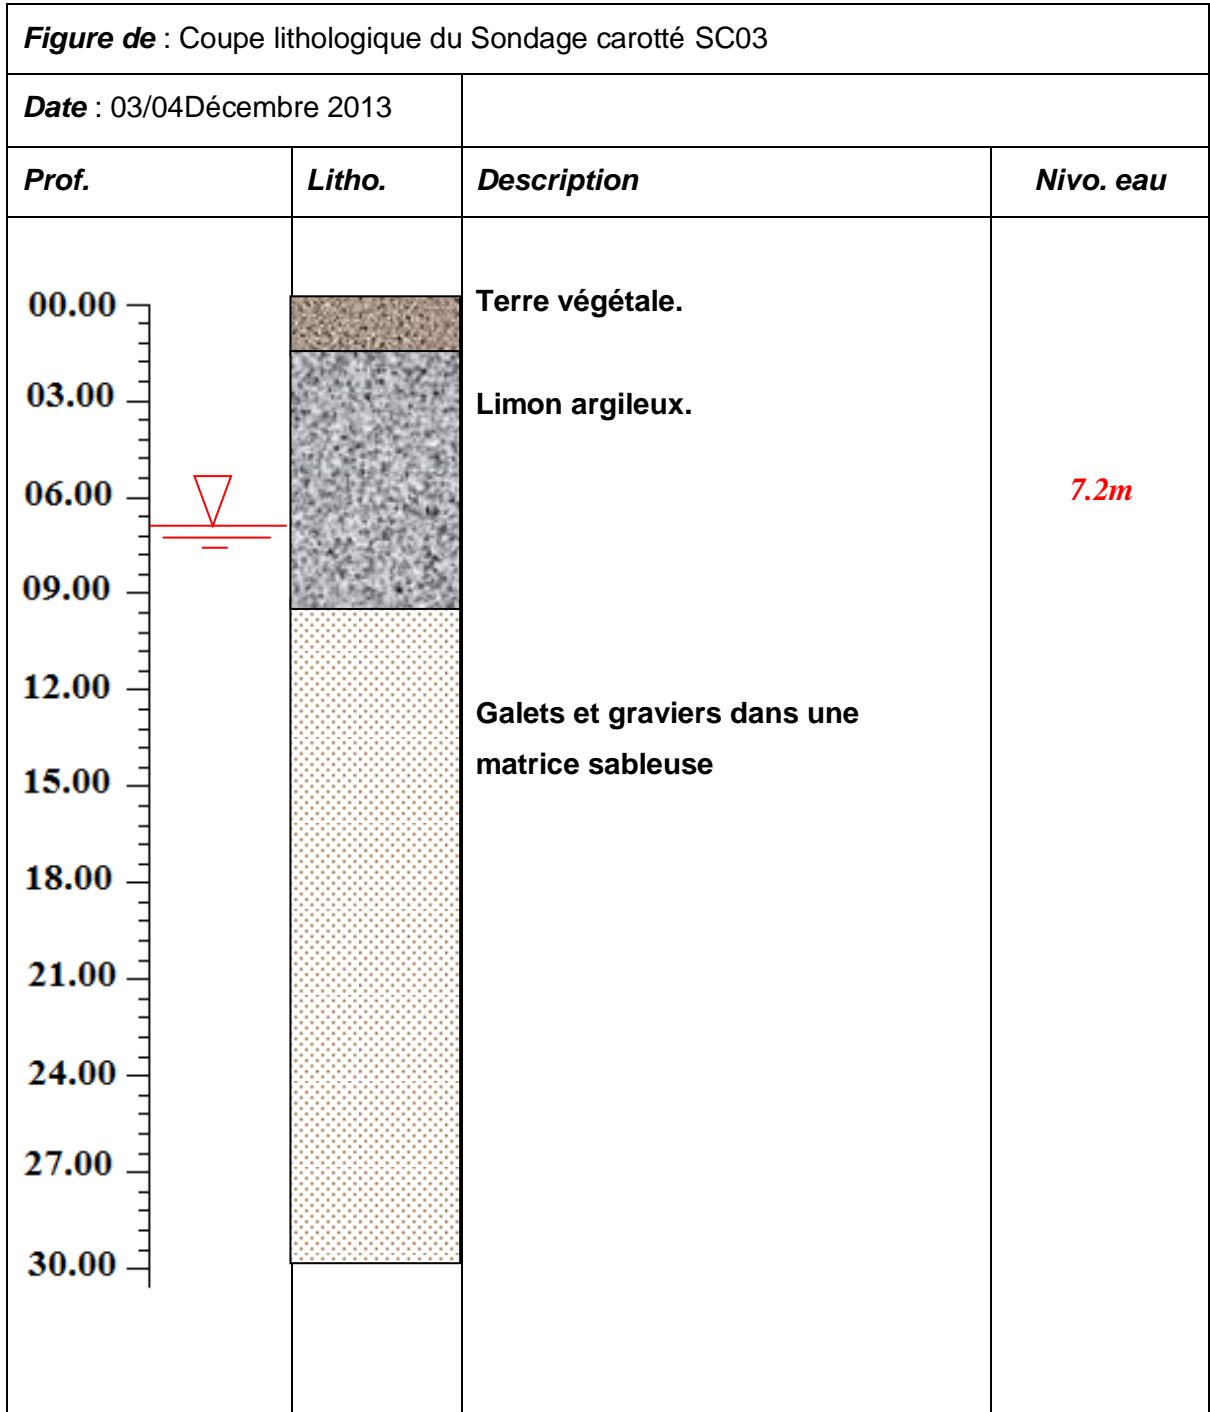 Figure de : Coupe lithologique du Sondage carotté SC03
Date : 03/04Décembre 2013
Prof. Litho. Description Nivo. eau
00.00 Terre végétale.
03.00 Limon argileux.
06.00 7.2m
09.00
12.00 Galets et graviers dans une
matrice sableuse
15.00
18.00
21.00
24.00
27.00
30.00